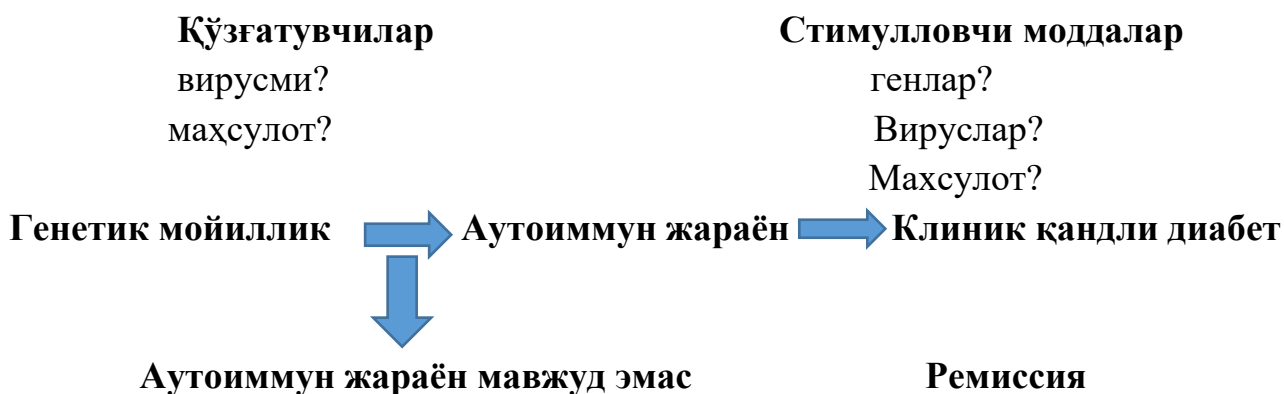 Қўзғатувчилар Стимулловчи моддалар
вирусми? генлар?
маҳсулот? Вируслар?
Махсулот?
Генетик мойиллик Аутоиммун жараён Клиник қандли диабет
Аутоиммун жараён мавжуд эмас Ремиссия